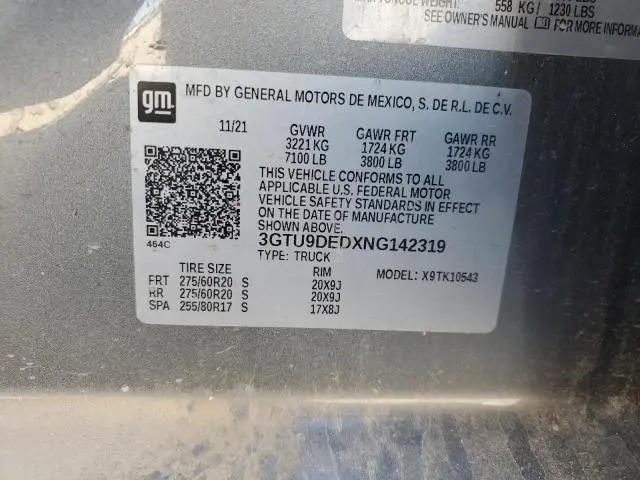 558 KG / 1230 LBS
SEE OWNER'S MANUAL FOR MORE
gm
MFD BY GENERAL MOTORS DE MEXICO, S. DE R.L. DE C.V.
11/21 GVWR GAWR FRT GAWR RR
3221 KG 1724 KG 1724 KG
7100 LB 3800 LB 3800 LB
THIS VEHICLE CONFORMS TO ALL
APPLICABLE U.S. FEDERAL MOTOR
VEHICLE SAFETY STANDARDS IN EFFECT
ON THE DATE OF MANUFACTURE
SHOWN ABOVE.
464C
3GTU9DEDXNG142319
TYPE: TRUCK
TIRE SIZE RIM MODEL: X9TK10543
FRT 275/60R20 S 20X9J
RR 275/60R20 S 20X9J
SPA 255/80R17 S 17X8J